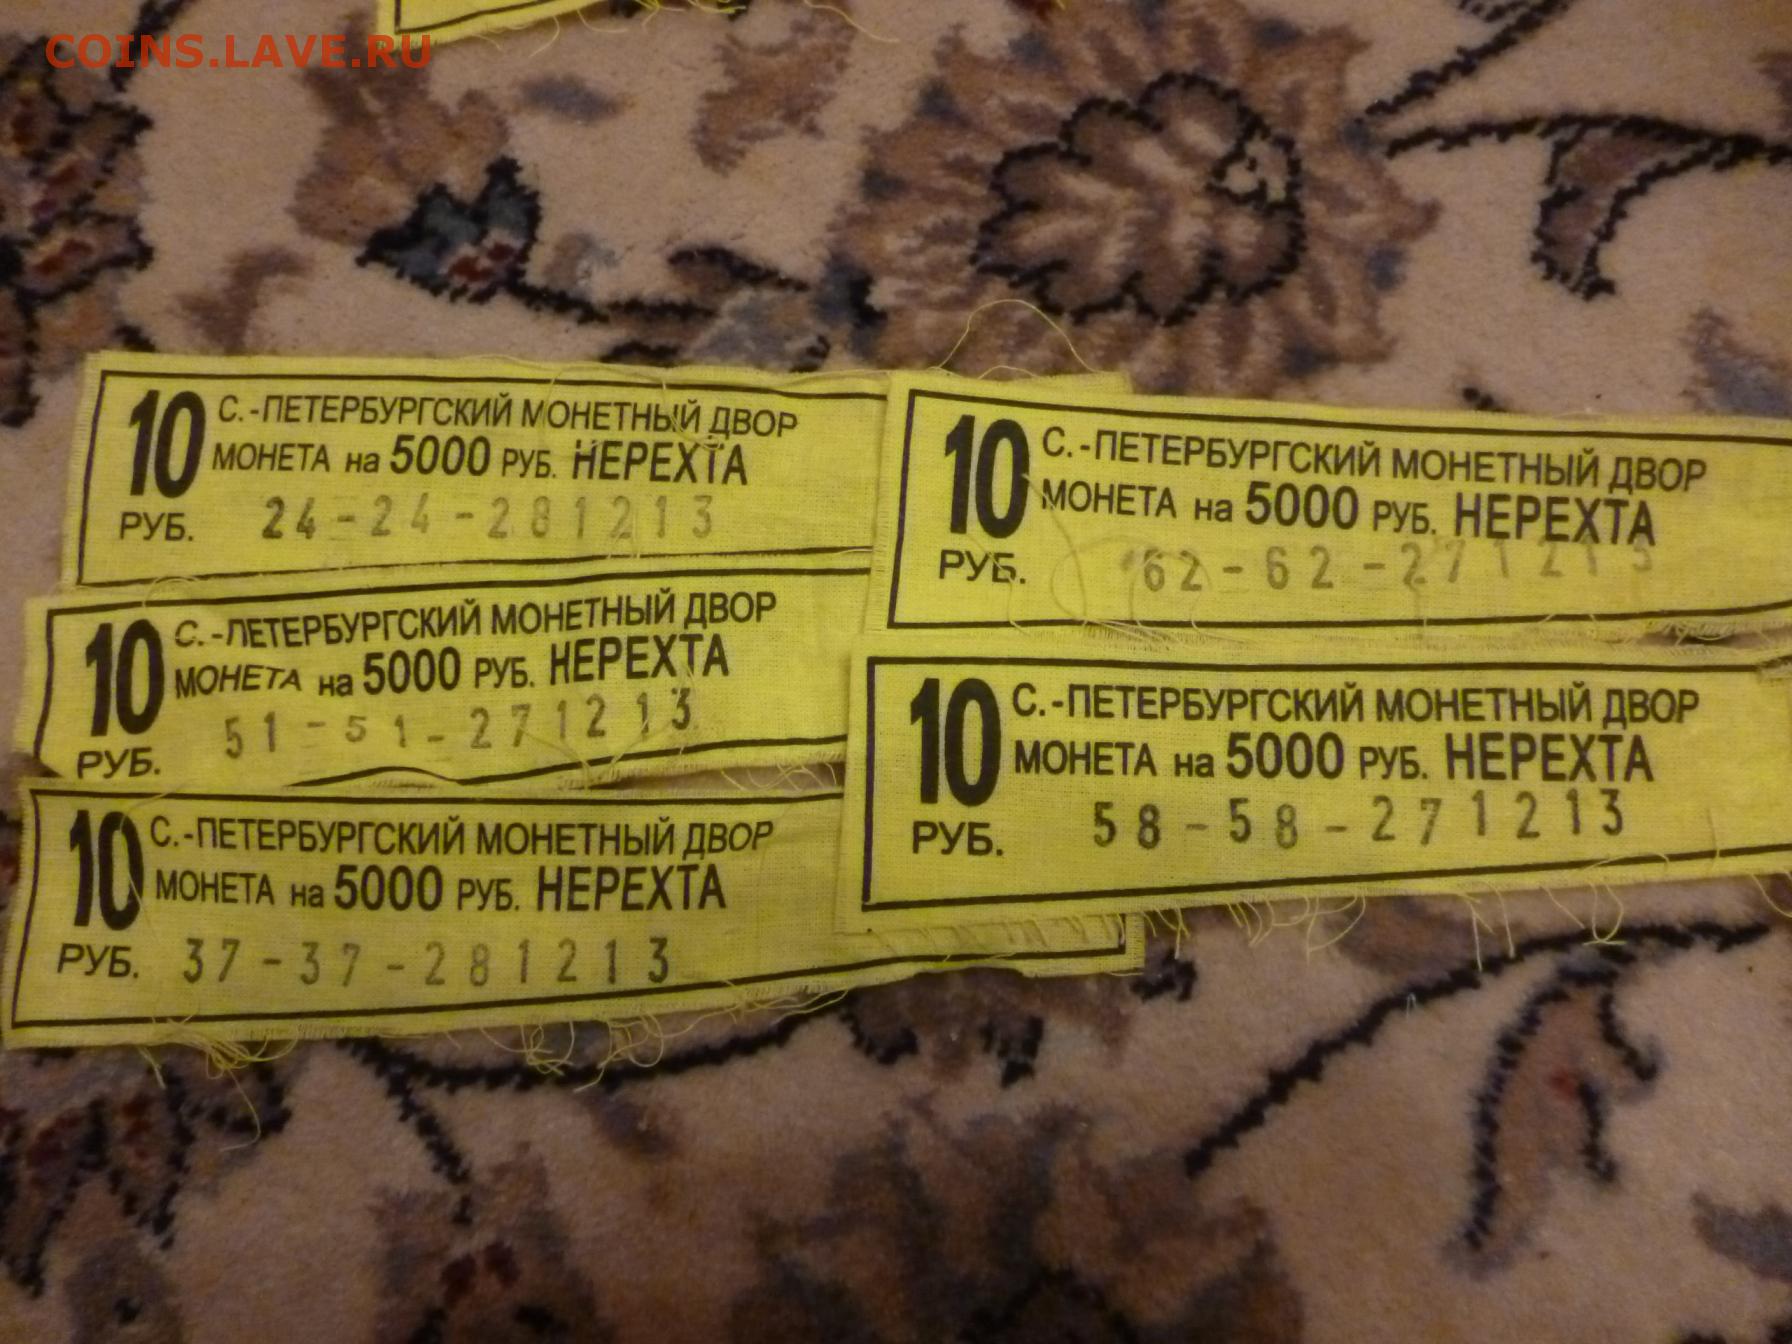 COINS.LAVE.RU
10 С.-ПЕТЕРБУРГСКИЙ МОНЕТНЫЙ ДВОР
МОНЕТА на 5000 РУБ. НЕРЕХТА
РУБ. 24-24-281213
10 С.-ПЕТЕРБУРГСКИЙ МОНЕТНЫЙ ДВОР
МОНЕТА на 5000 РУБ. НЕРЕХТА
РУБ. 51-51-271213
10 С.-ПЕТЕРБУРГСКИЙ МОНЕТНЫЙ ДВОР
МОНЕТА на 5000 РУБ. НЕРЕХТА
РУБ. 37-37-281213
10 С.-ПЕТЕРБУРГСКИЙ МОНЕТНЫЙ ДВОР
МОНЕТА на 5000 РУБ. НЕРЕХТА
РУБ. 62-62-271213
10 С.-ПЕТЕРБУРГСКИЙ МОНЕТНЫЙ ДВОР
МОНЕТА на 5000 РУБ. НЕРЕХТА
РУБ. 58-58-271213